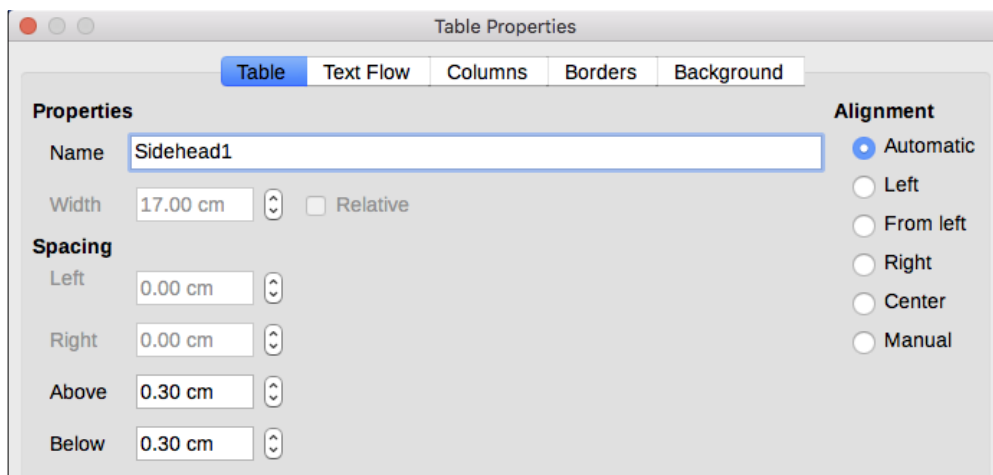 Table Properties
Table Text Flow Columns Borders Background
Properties
Name Sidehead1
Width 17.00 cm Relative
Spacing
Left 0.00 cm
Right 0.00 cm
Above 0.30 cm
Below 0.30 cm
Alignment
Automatic
Left
From left
Right
Center
Manual